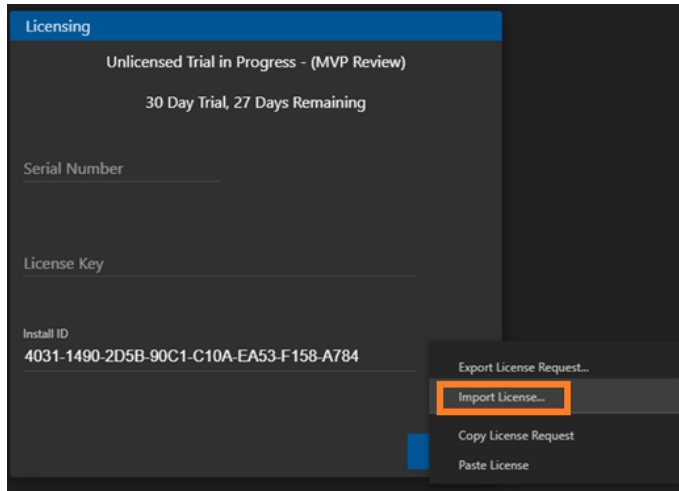 Licensing
Unlicensed Trial in Progress - (MVP Review)
30 Day Trial, 27 Days Remaining
Serial Number
License Key
Install ID
4031-1490-2D5B-90C1-C10A-EA53-F158-A784
Export License Request...
Import License...
Copy License Request
Paste License